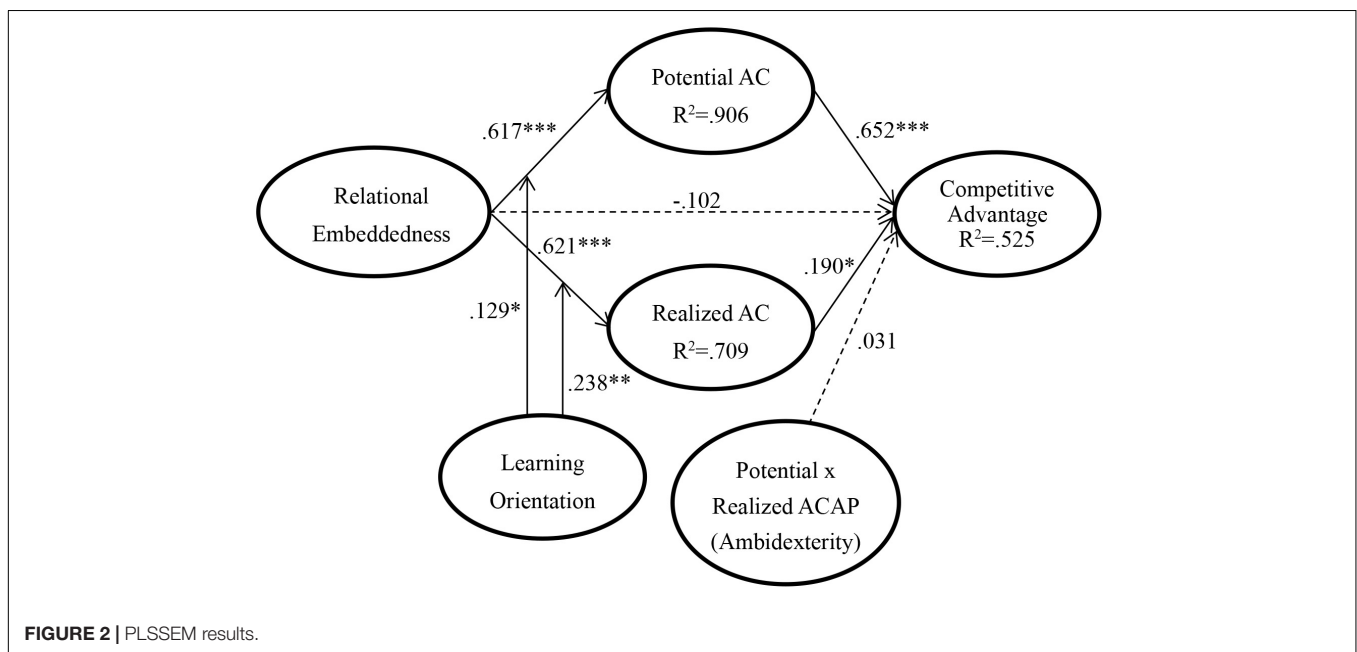 Potential AC
R²=.906
.617***
.652***
Relational
Embeddedness
-.102
Competitive
Advantage
R²=.525
.621***
.190*
Realized AC
R²=.709
.129*
.031
.238**
Learning
Orientation
Potential x
Realized ACAP
(Ambidexterity)
FIGURE 2 | PLSSEM results.